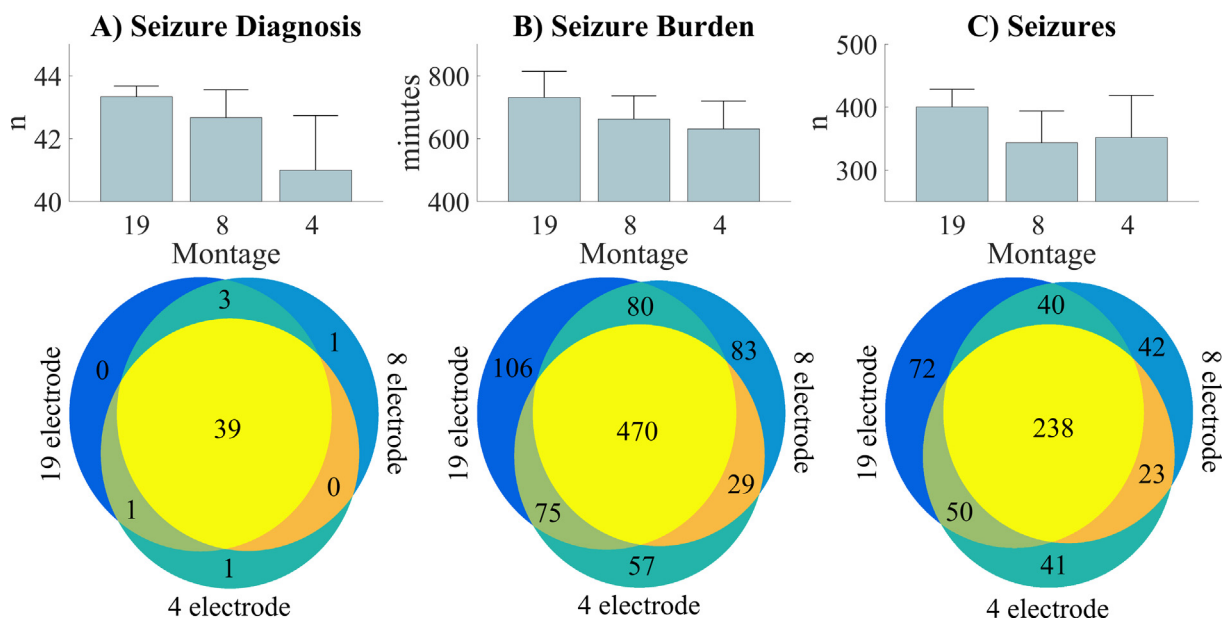 A) Seizure Diagnosis
44
42
40
n
19 8 4
Montage
3
0
1
39
1
0
1
19 electrode
8 electrode
4 electrode
B) Seizure Burden
800
600
400
minutes
19 8 4
Montage
80
106
83
470
75
29
57
19 electrode
8 electrode
4 electrode
C) Seizures
500
400
300
n
19 8 4
Montage
40
72
42
238
50
23
41
19 electrode
8 electrode
4 electrode